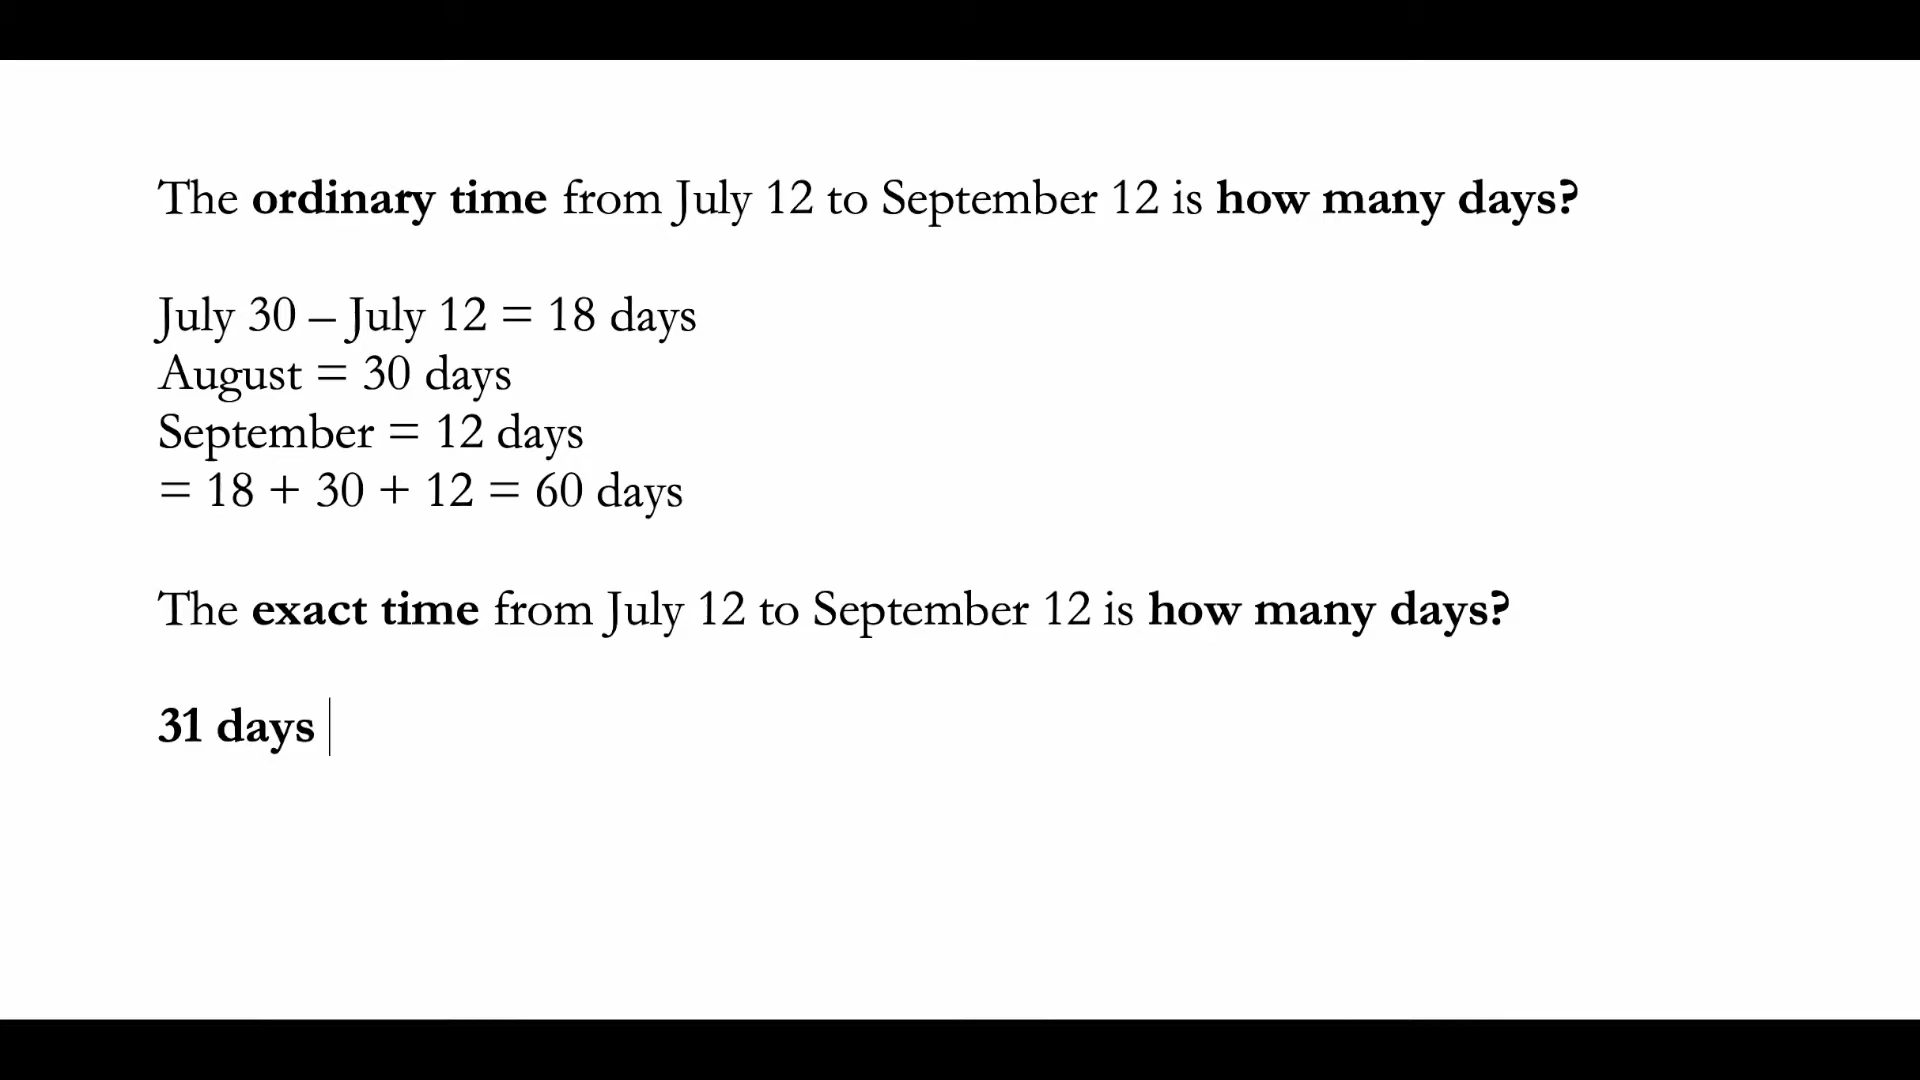 The ordinary time from July 12 to September 12 is how many days?
July 30 – July 12 = 18 days
August = 30 days
September = 12 days
= 18 + 30 + 12 = 60 days
The exact time from July 12 to September 12 is how many days?
31 days